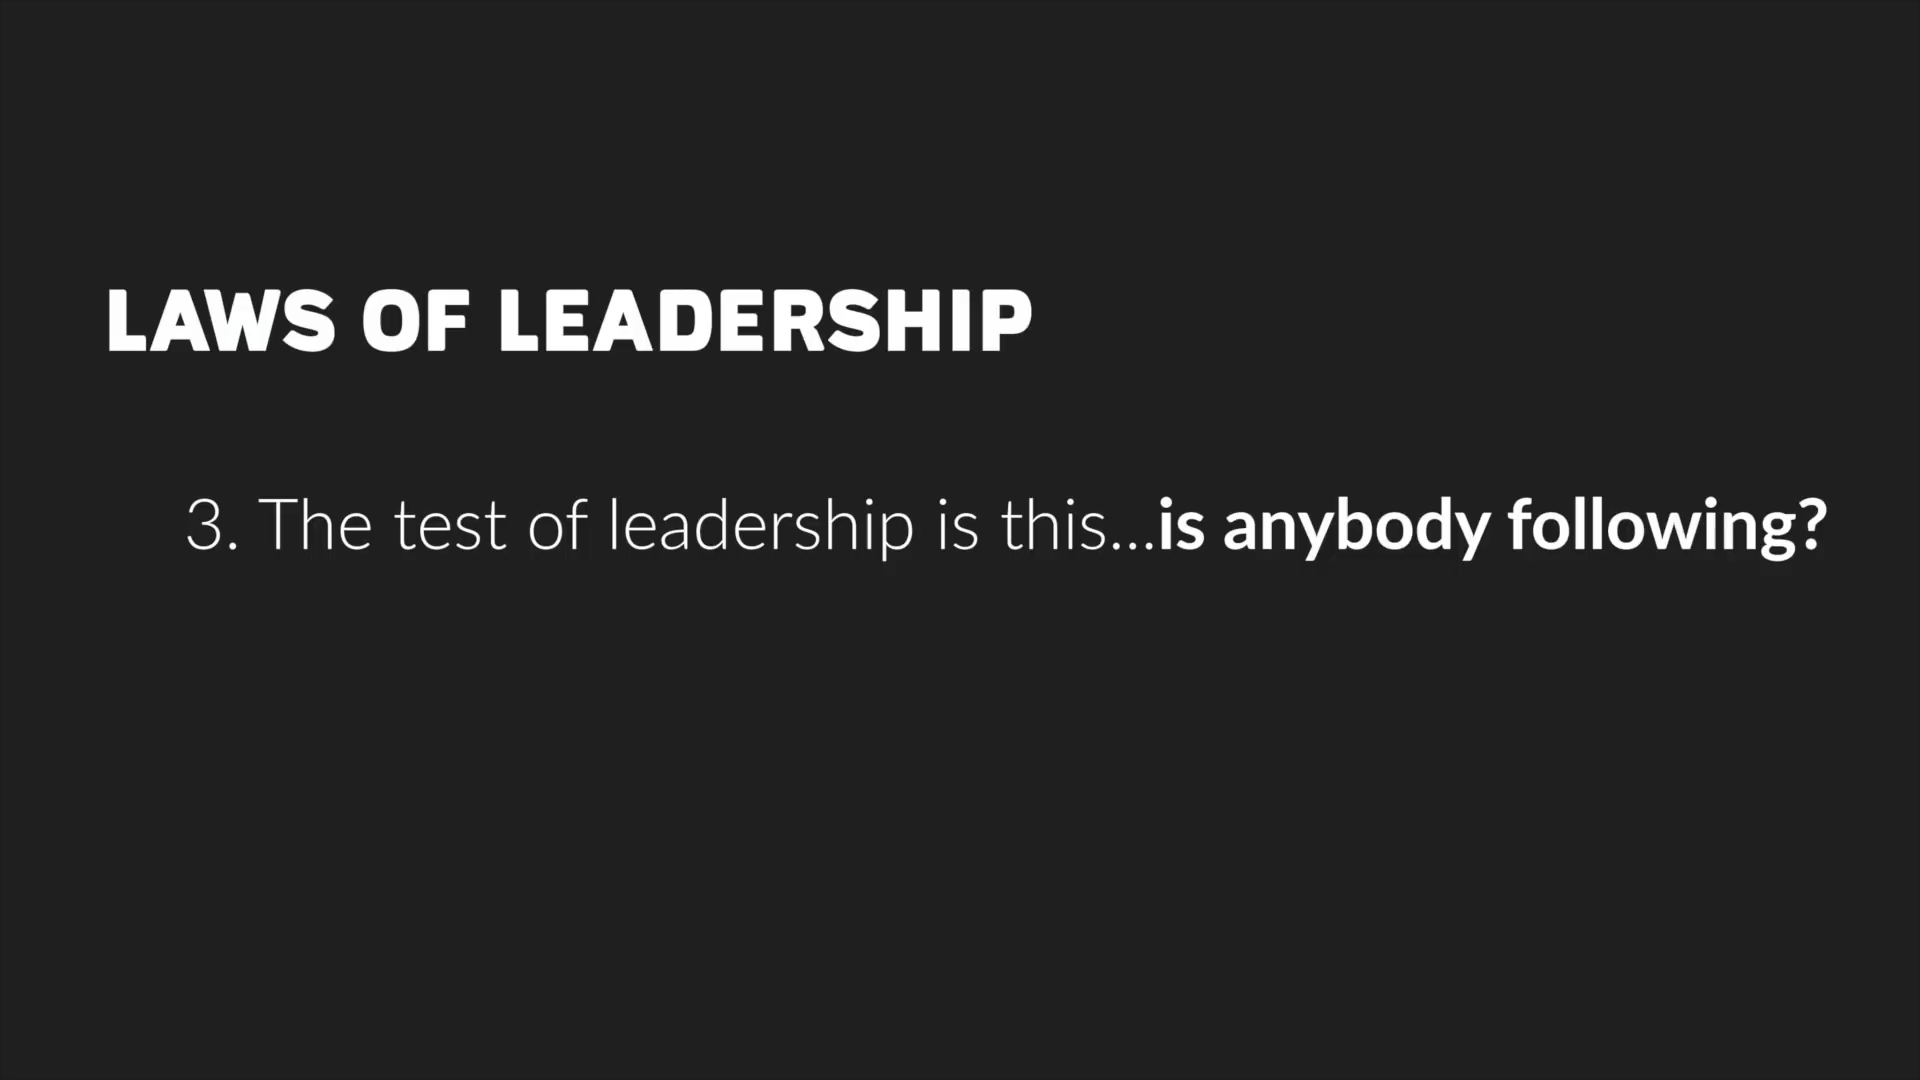 LAWS OF LEADERSHIP
3. The test of leadership is this...is anybody following?